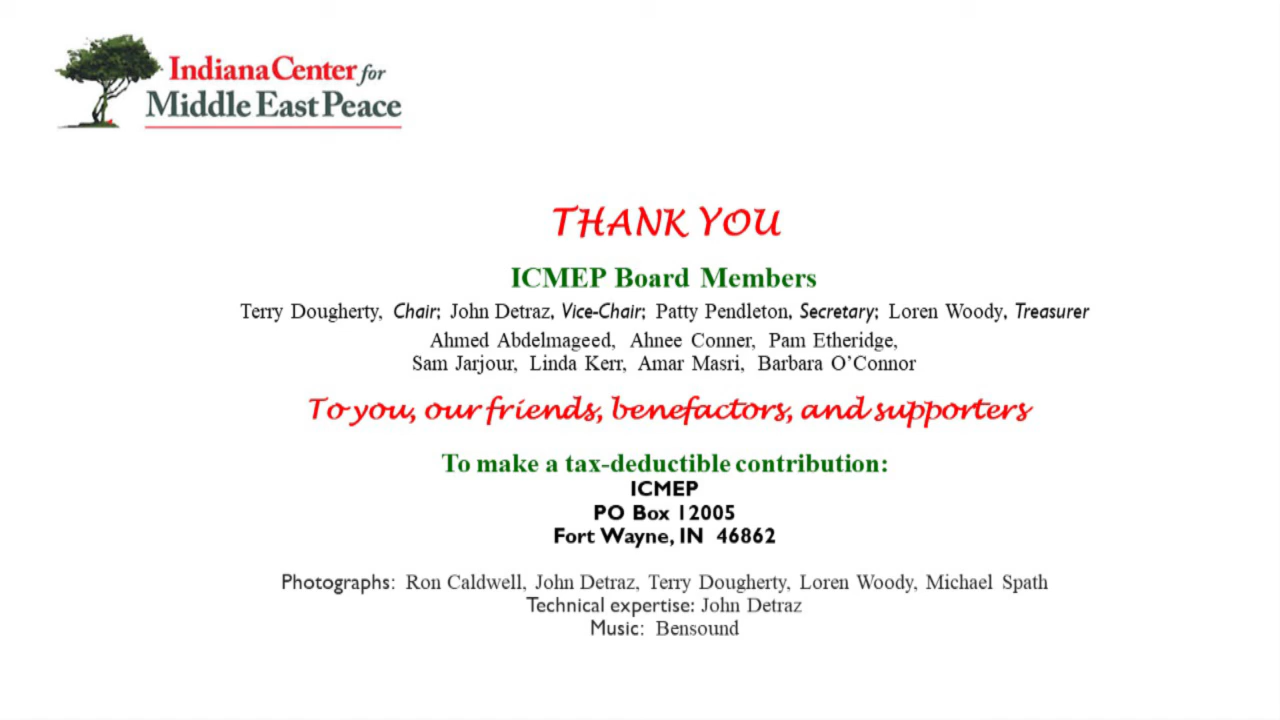 Indiana Center for
Middle East Peace
THANK YOU
ICMEP Board Members
Terry Dougherty, Chair; John Detraz, Vice-Chair; Patty Pendleton, Secretary; Loren Woody, Treasurer
Ahmed Abdelmageed, Ahnee Conner, Pam Etheridge,
Sam Jarjour, Linda Kerr, Amar Masri, Barbara O’Connor
To you, our friends, benefactors, and supporters
To make a tax-deductible contribution:
ICMEP
PO Box 12005
Fort Wayne, IN 46862
Photographs: Ron Caldwell, John Detraz, Terry Dougherty, Loren Woody, Michael Spath
Technical expertise: John Detraz
Music: Bensound